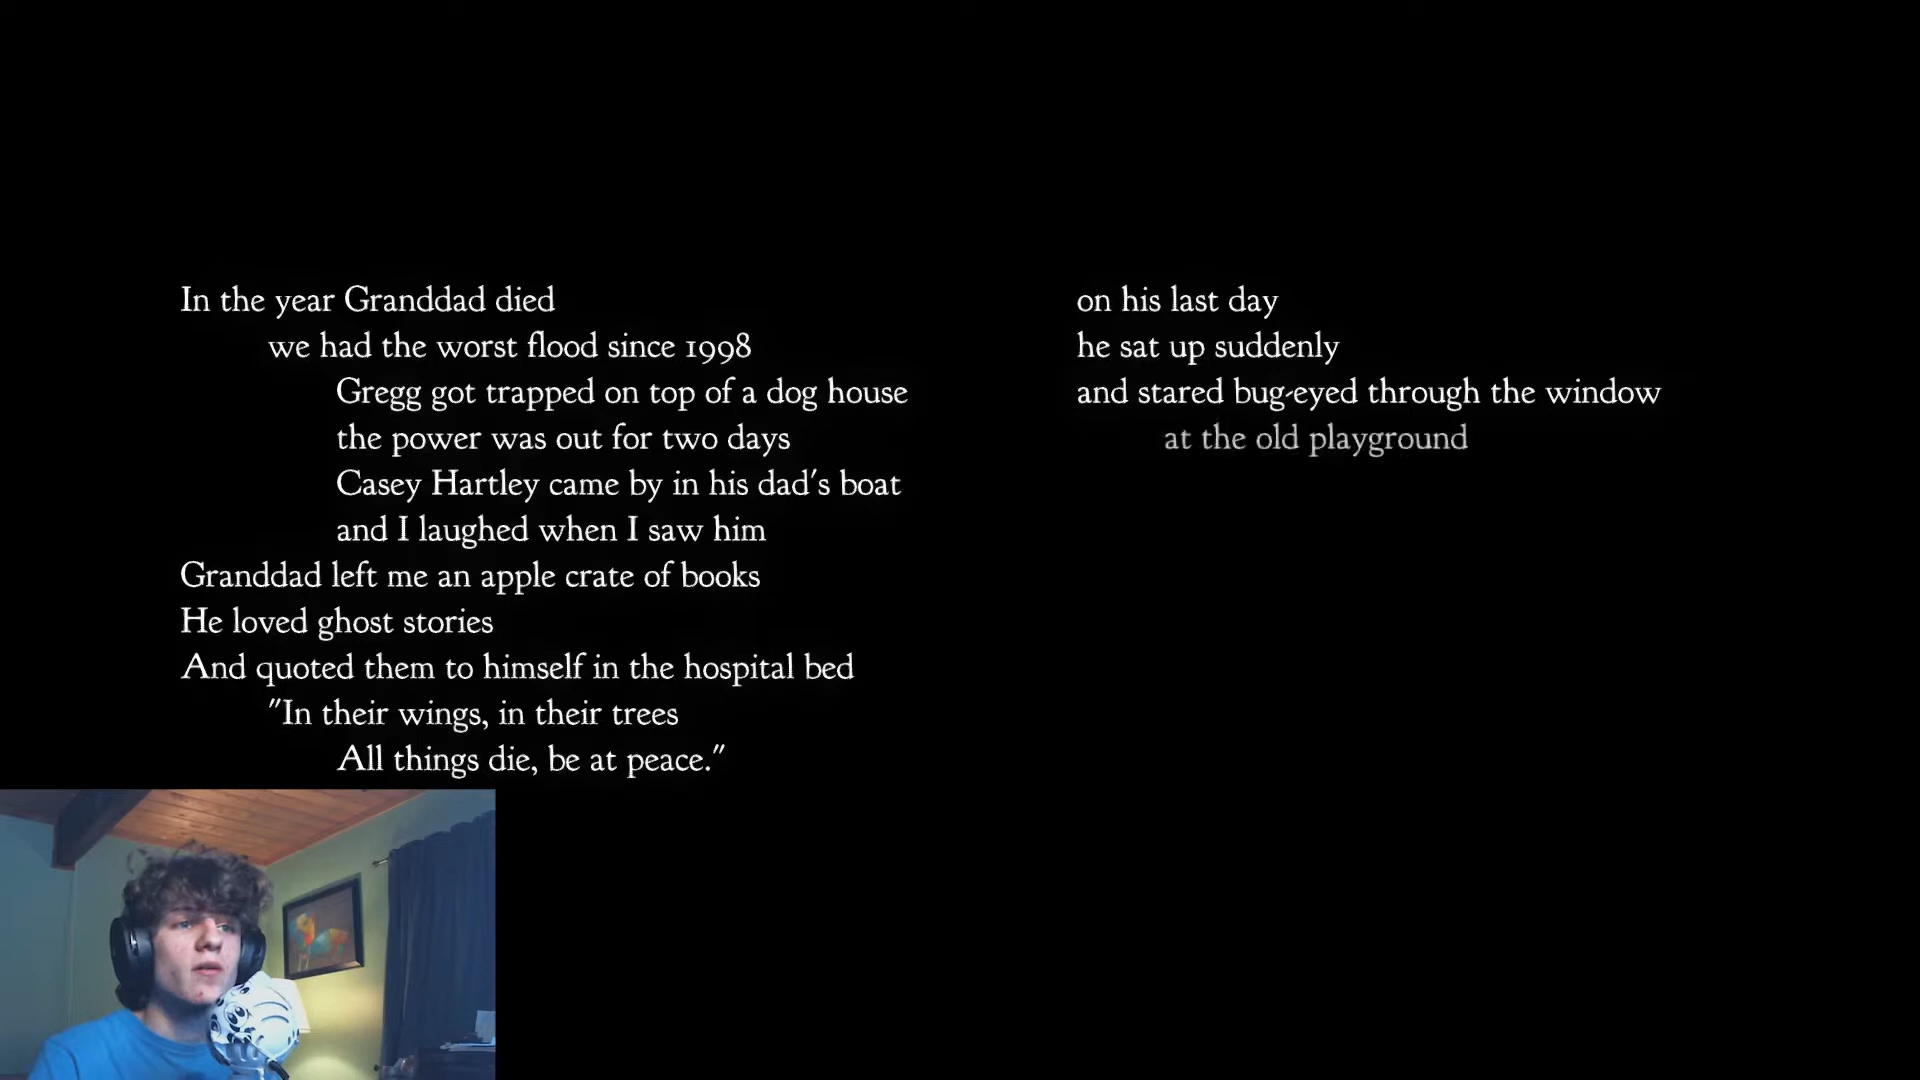 In the year Granddad died
we had the worst flood since 1998
Gregg got trapped on top of a dog house
the power was out for two days
Casey Hartley came by in his dad's boat
and I laughed when I saw him
Granddad left me an apple crate of books
He loved ghost stories
And quoted them to himself in the hospital bed
"In their wings, in their trees
All things die, be at peace."
on his last day
he sat up suddenly
and stared bug-eyed through the window
at the old playground